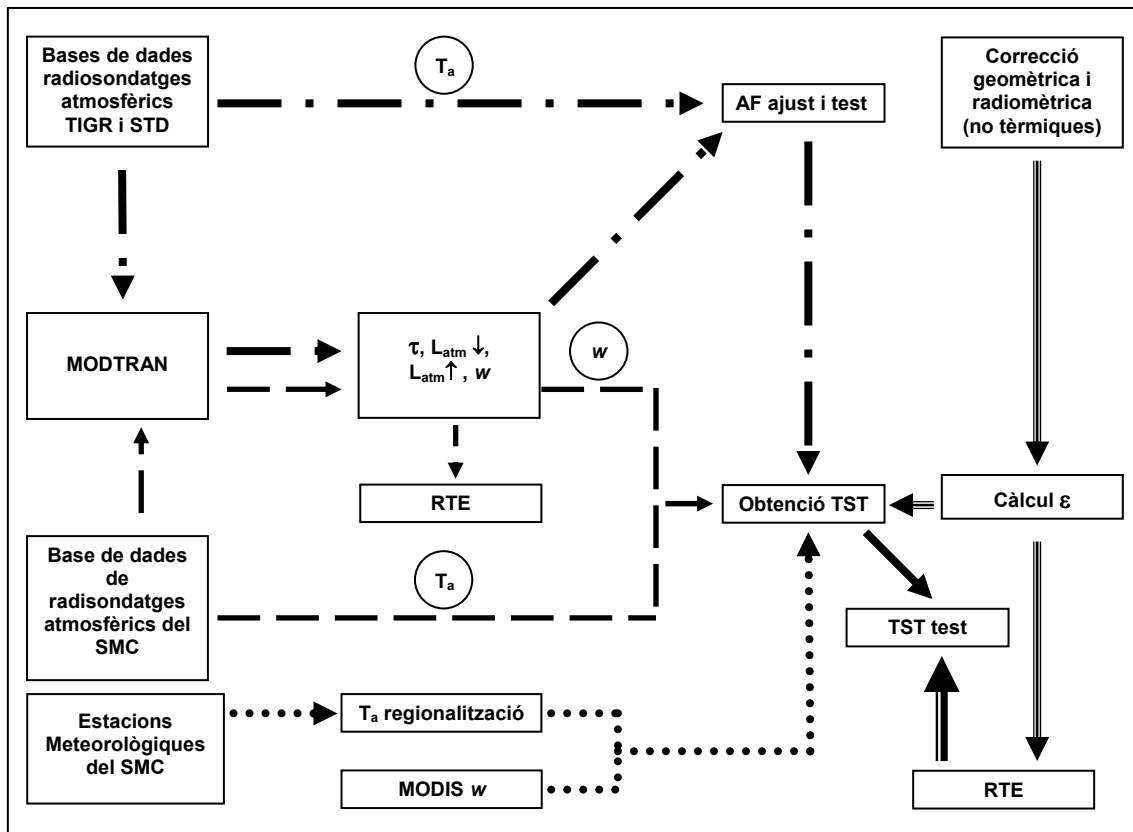 Bases de dades
radiosondatges
atmosfèrics
TIGR i STD
Tₐ
AF ajust i test
Correcció
geomètrica i
radiomètrica
(no tèrmiques)
MODTRAN
τ, Lₐₜₘ ↓,
Lₐₜₘ↑ , w
w
RTE
Obtenció TST
Càlcul ε
Base de dades
de
radisondatges
atmosfèrics del
SMC
Tₐ
TST test
Estacions
Meteorològiques
del SMC
Tₐ regionalització
MODIS w
RTE